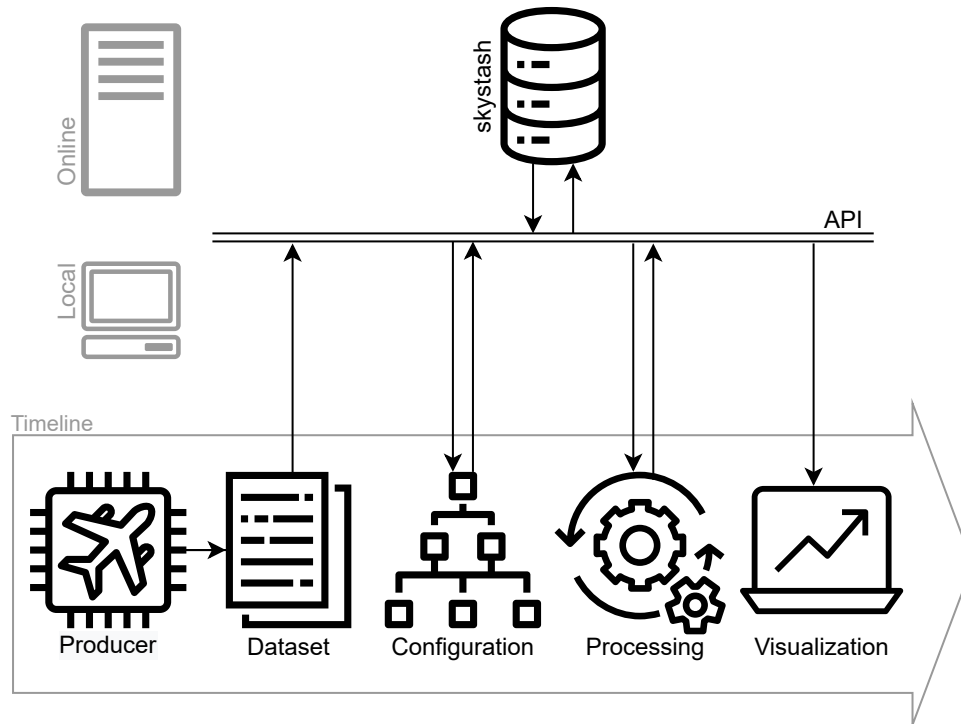 Online
skystash
API
Local
Timeline
Producer
Dataset
Configuration
Processing
Visualization